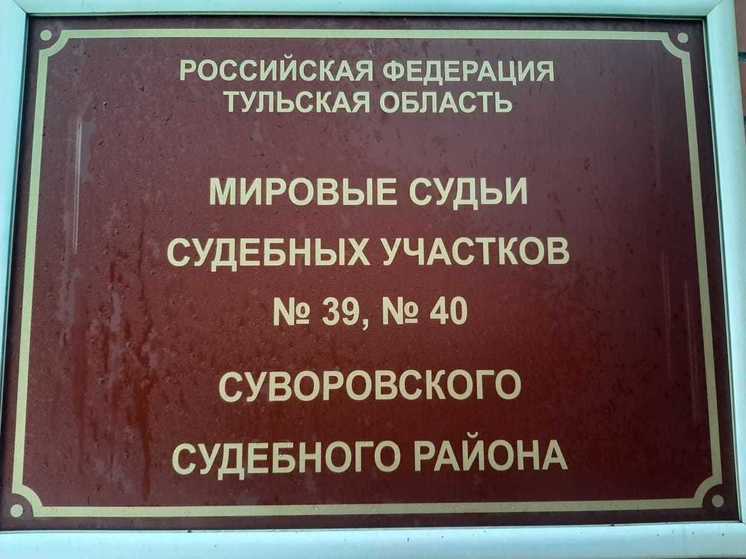 РОССИЙСКАЯ ФЕДЕРАЦИЯ
ТУЛЬСКАЯ ОБЛАСТЬ
МИРОВЫЕ СУДЬИ
СУДЕБНЫХ УЧАСТКОВ
№ 39, № 40
СУВОРОВСКОГО
СУДЕБНОГО РАЙОНА